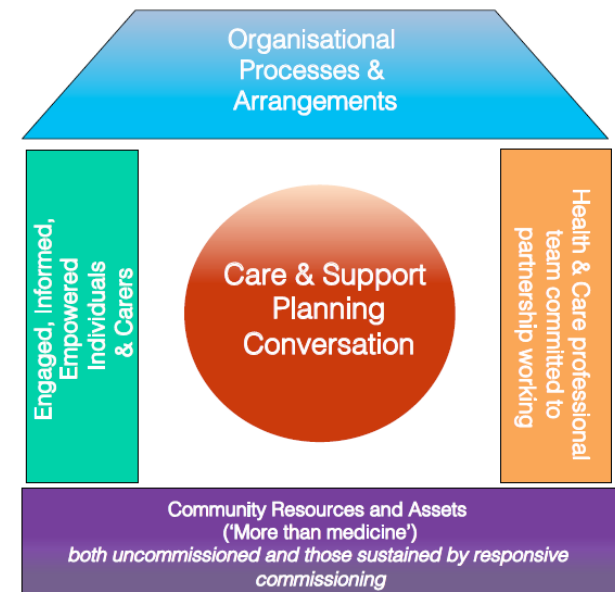 Organisational
Processes &
Arrangements
Engaged, Informed,
Empowered
Individuals
& Carers
Care & Support
Planning
Conversation
Health & Care professional
team committed to
partnership working
Community Resources and Assets
('More than medicine')
both uncommissioned and those sustained by responsive
commissioning